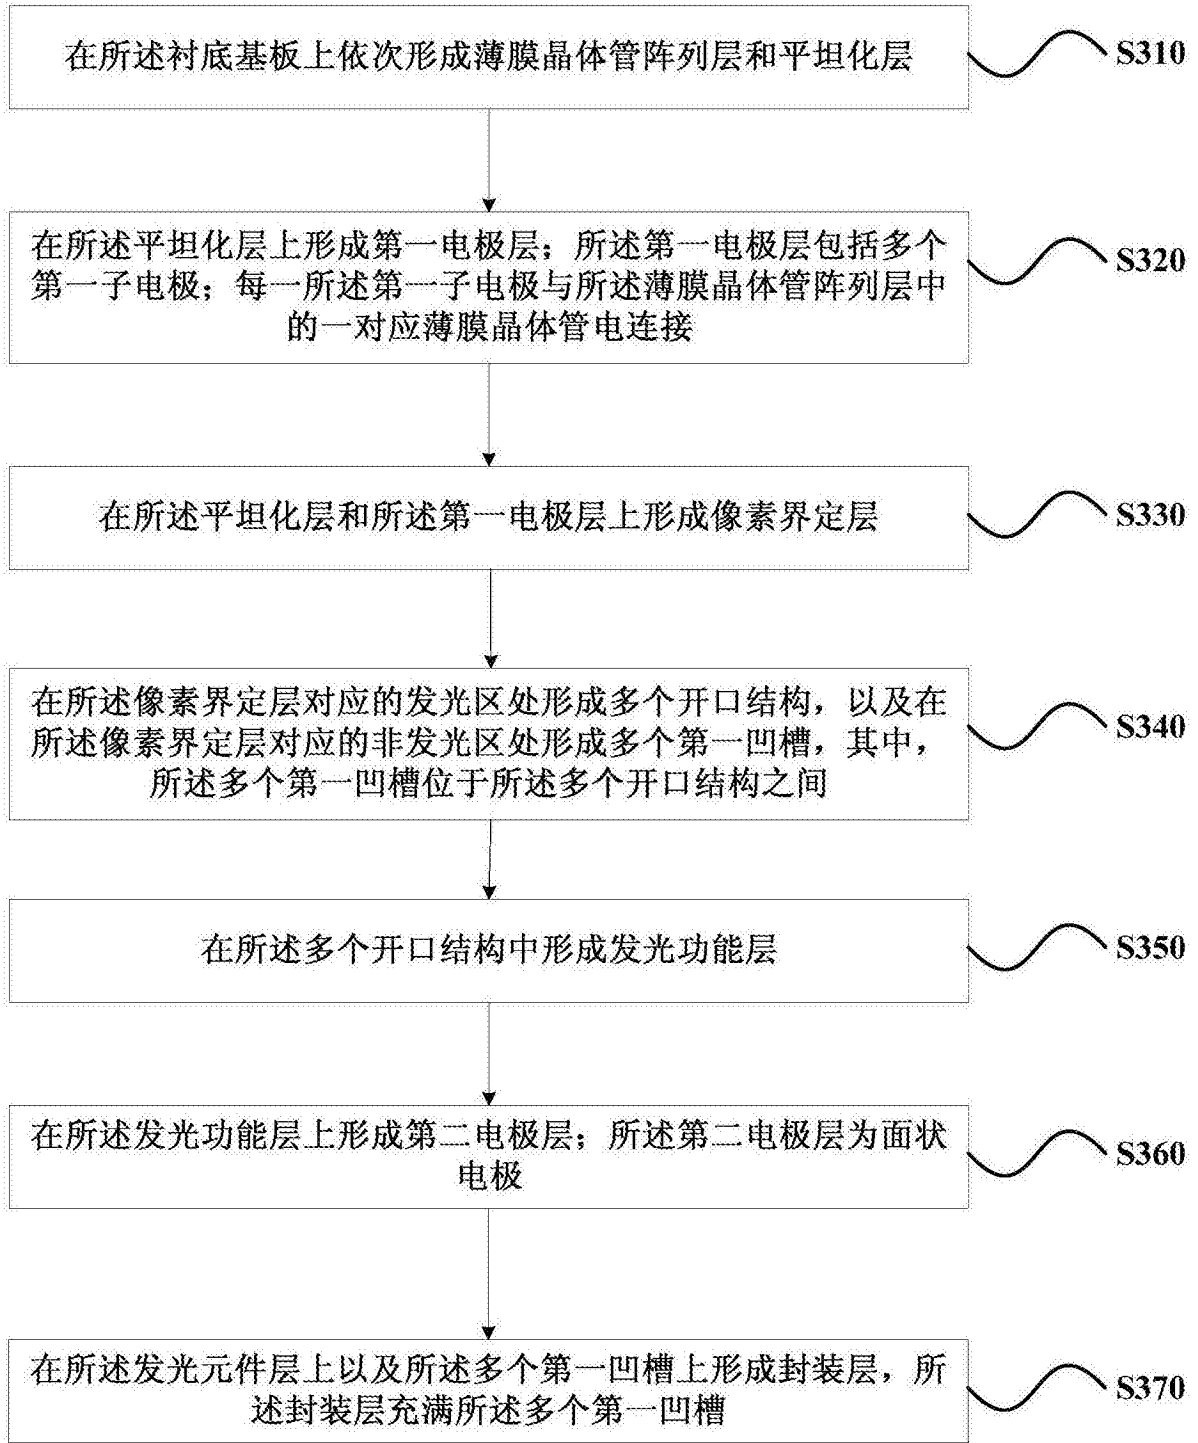 在所述衬底基板上依次形成薄膜晶体管阵列层和平坦化层
S310
在所述平坦化层上形成第一电极层；所述第一电极层包括多个
第一子电极；每一所述第一子电极与所述薄膜晶体管阵列层中
的一对应薄膜晶体管电连接
S320
在所述平坦化层和所述第一电极层上形成像素界定层
S330
在所述像素界定层对应的发光区处形成多个开口结构，以及在
所述像素界定层对应的非发光区处形成多个第一凹槽，其中，
所述多个第一凹槽位于所述多个开口结构之间
S340
在所述多个开口结构中形成发光功能层
S350
在所述发光功能层上形成第二电极层；所述第二电极层为面状
电极
S360
在所述发光元件层上以及所述多个第一凹槽上形成封装层，所
述封装层充满所述多个第一凹槽
S370